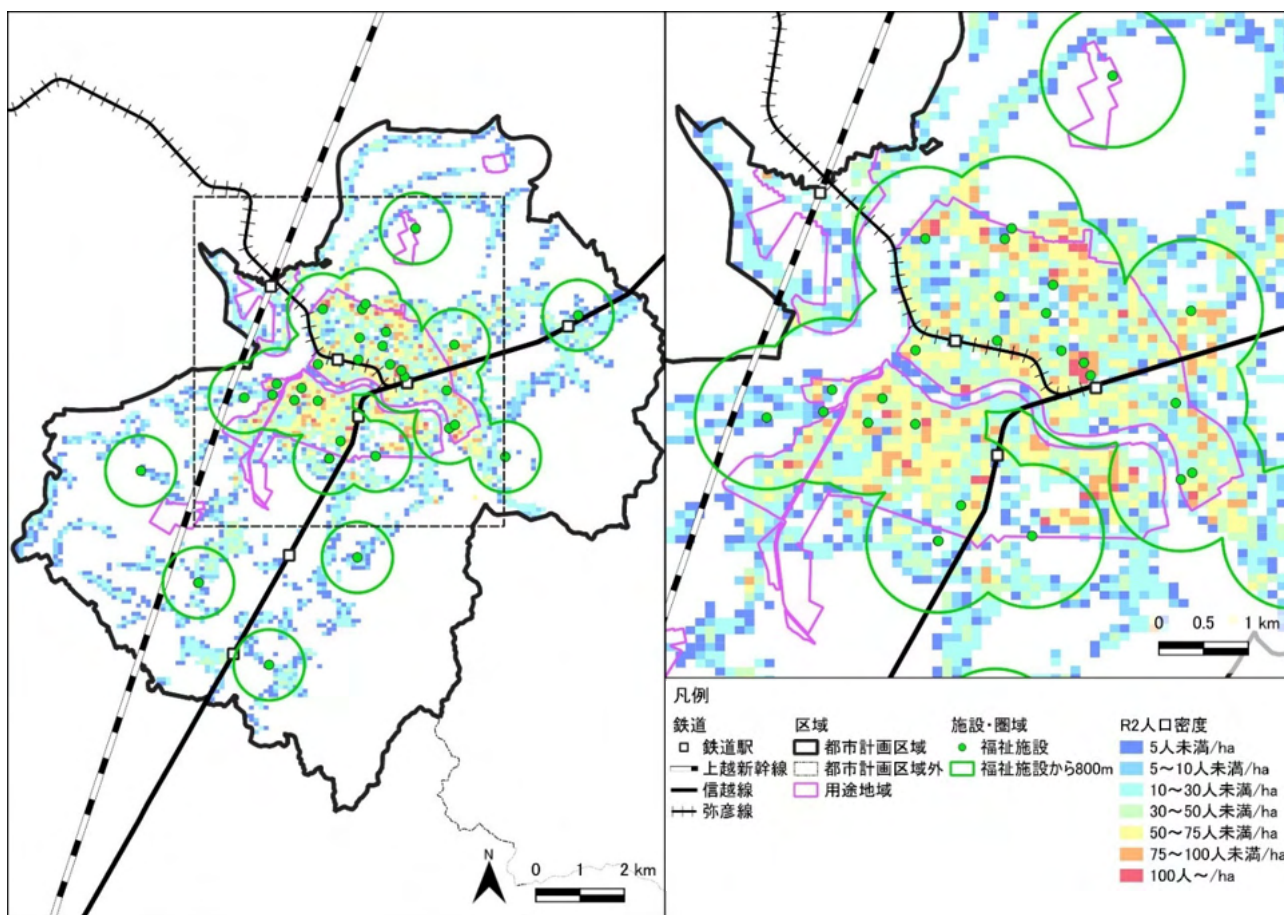 N
0 1 2 km
0 0.5 1 km
凡例
鉄道
鉄道駅
上越新幹線
信越線
弥彦線
区域
都市計画区域
都市計画区域外
用途地域
施設・圏域
福祉施設
福祉施設から800m
R2人口密度
5人未満/ha
5~10人未満/ha
10~30人未満/ha
30~50人未満/ha
50~75人未満/ha
75~100人未満/ha
100人~/ha